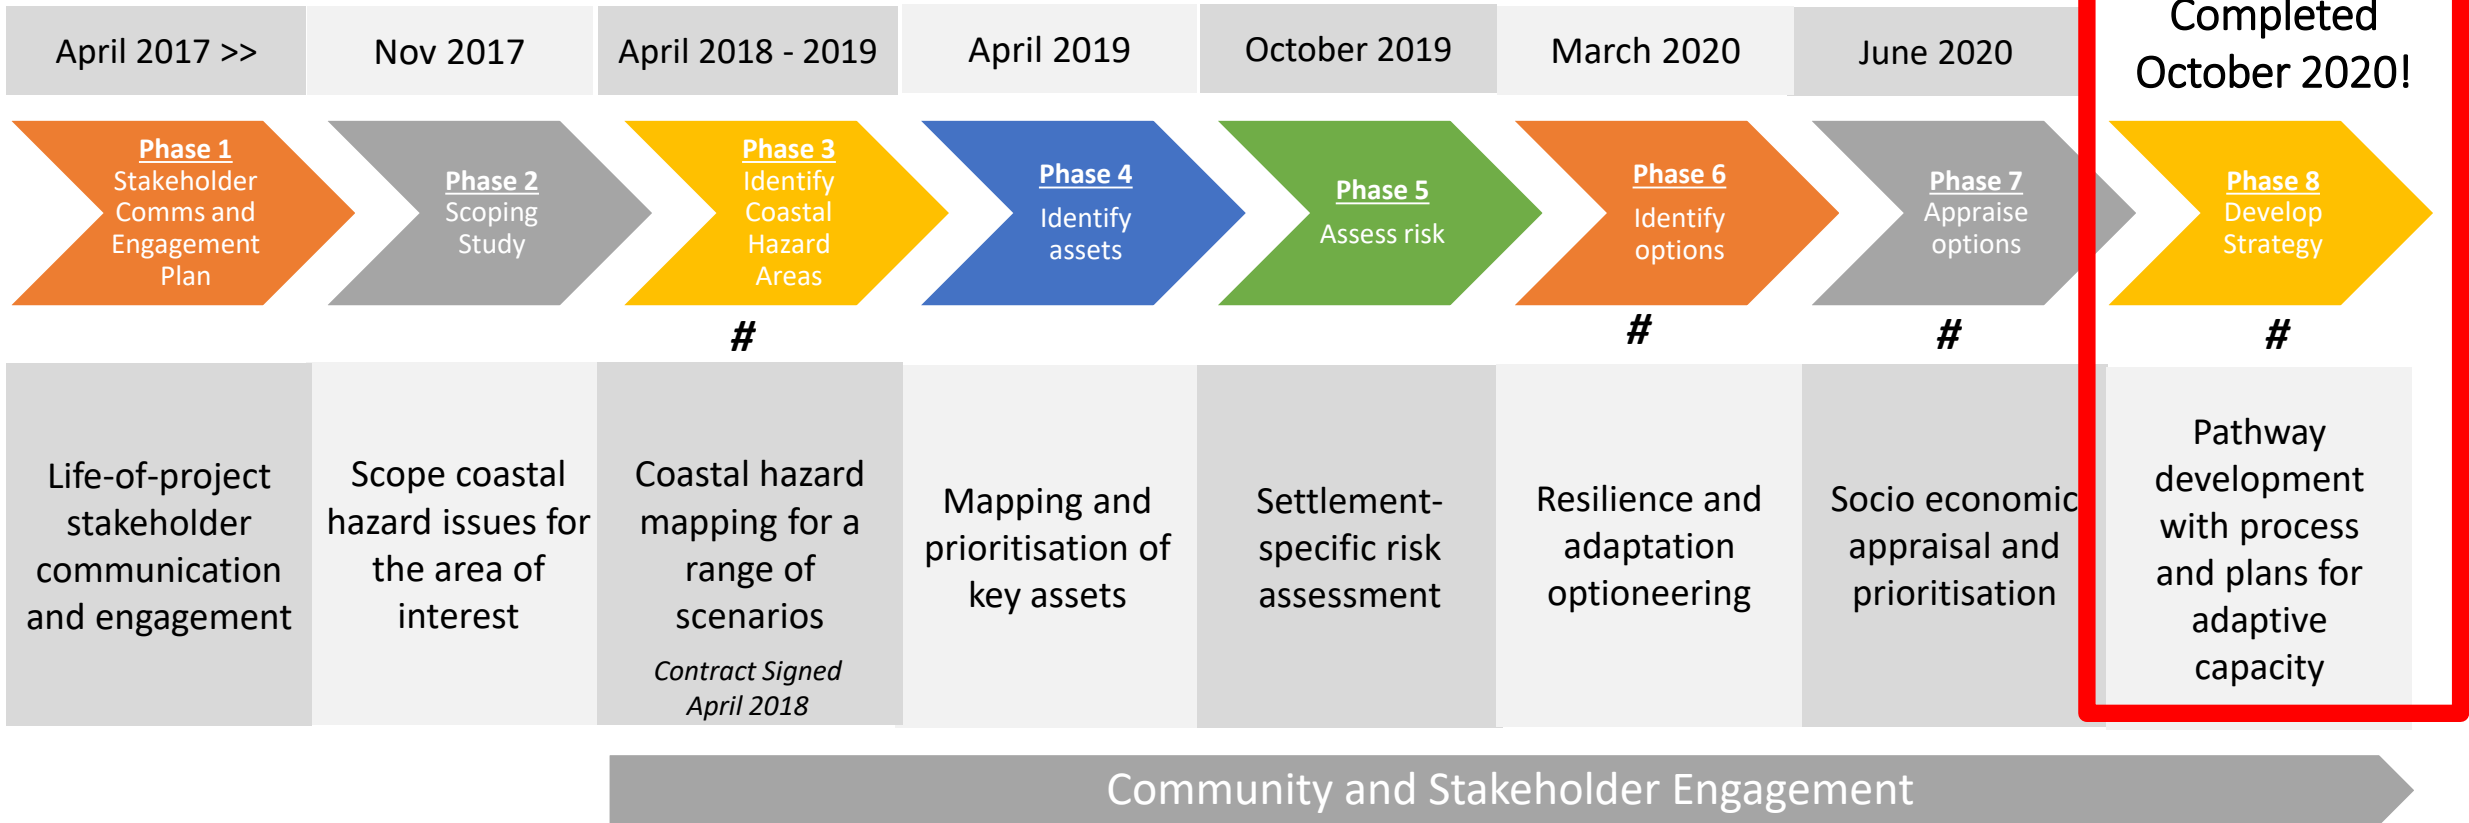 April 2017 >>
Nov 2017
April 2018 - 2019
April 2019
October 2019
March 2020
June 2020
Completed
October 2020!
Phase 1
Stakeholder
Comms and
Engagement
Plan
Phase 2
Scoping
Study
Phase 3
Identify
Coastal
Hazard
Areas
Phase 4
Identify
assets
Phase 5
Assess risk
Phase 6
Identify
options
Phase 7
Appraise
options
Phase 8
Develop
Strategy
#
#
#
#
Life-of-project
stakeholder
communication
and engagement
Scope coastal
hazard issues for
the area of
interest
Coastal hazard
mapping for a
range of
scenarios
Contract Signed
April 2018
Mapping and
prioritisation of
key assets
Settlement-
specific risk
assessment
Resilience and
adaptation
optioneering
Socio economic
appraisal and
prioritisation
Pathway
development
with process
and plans for
adaptive
capacity
Community and Stakeholder Engagement